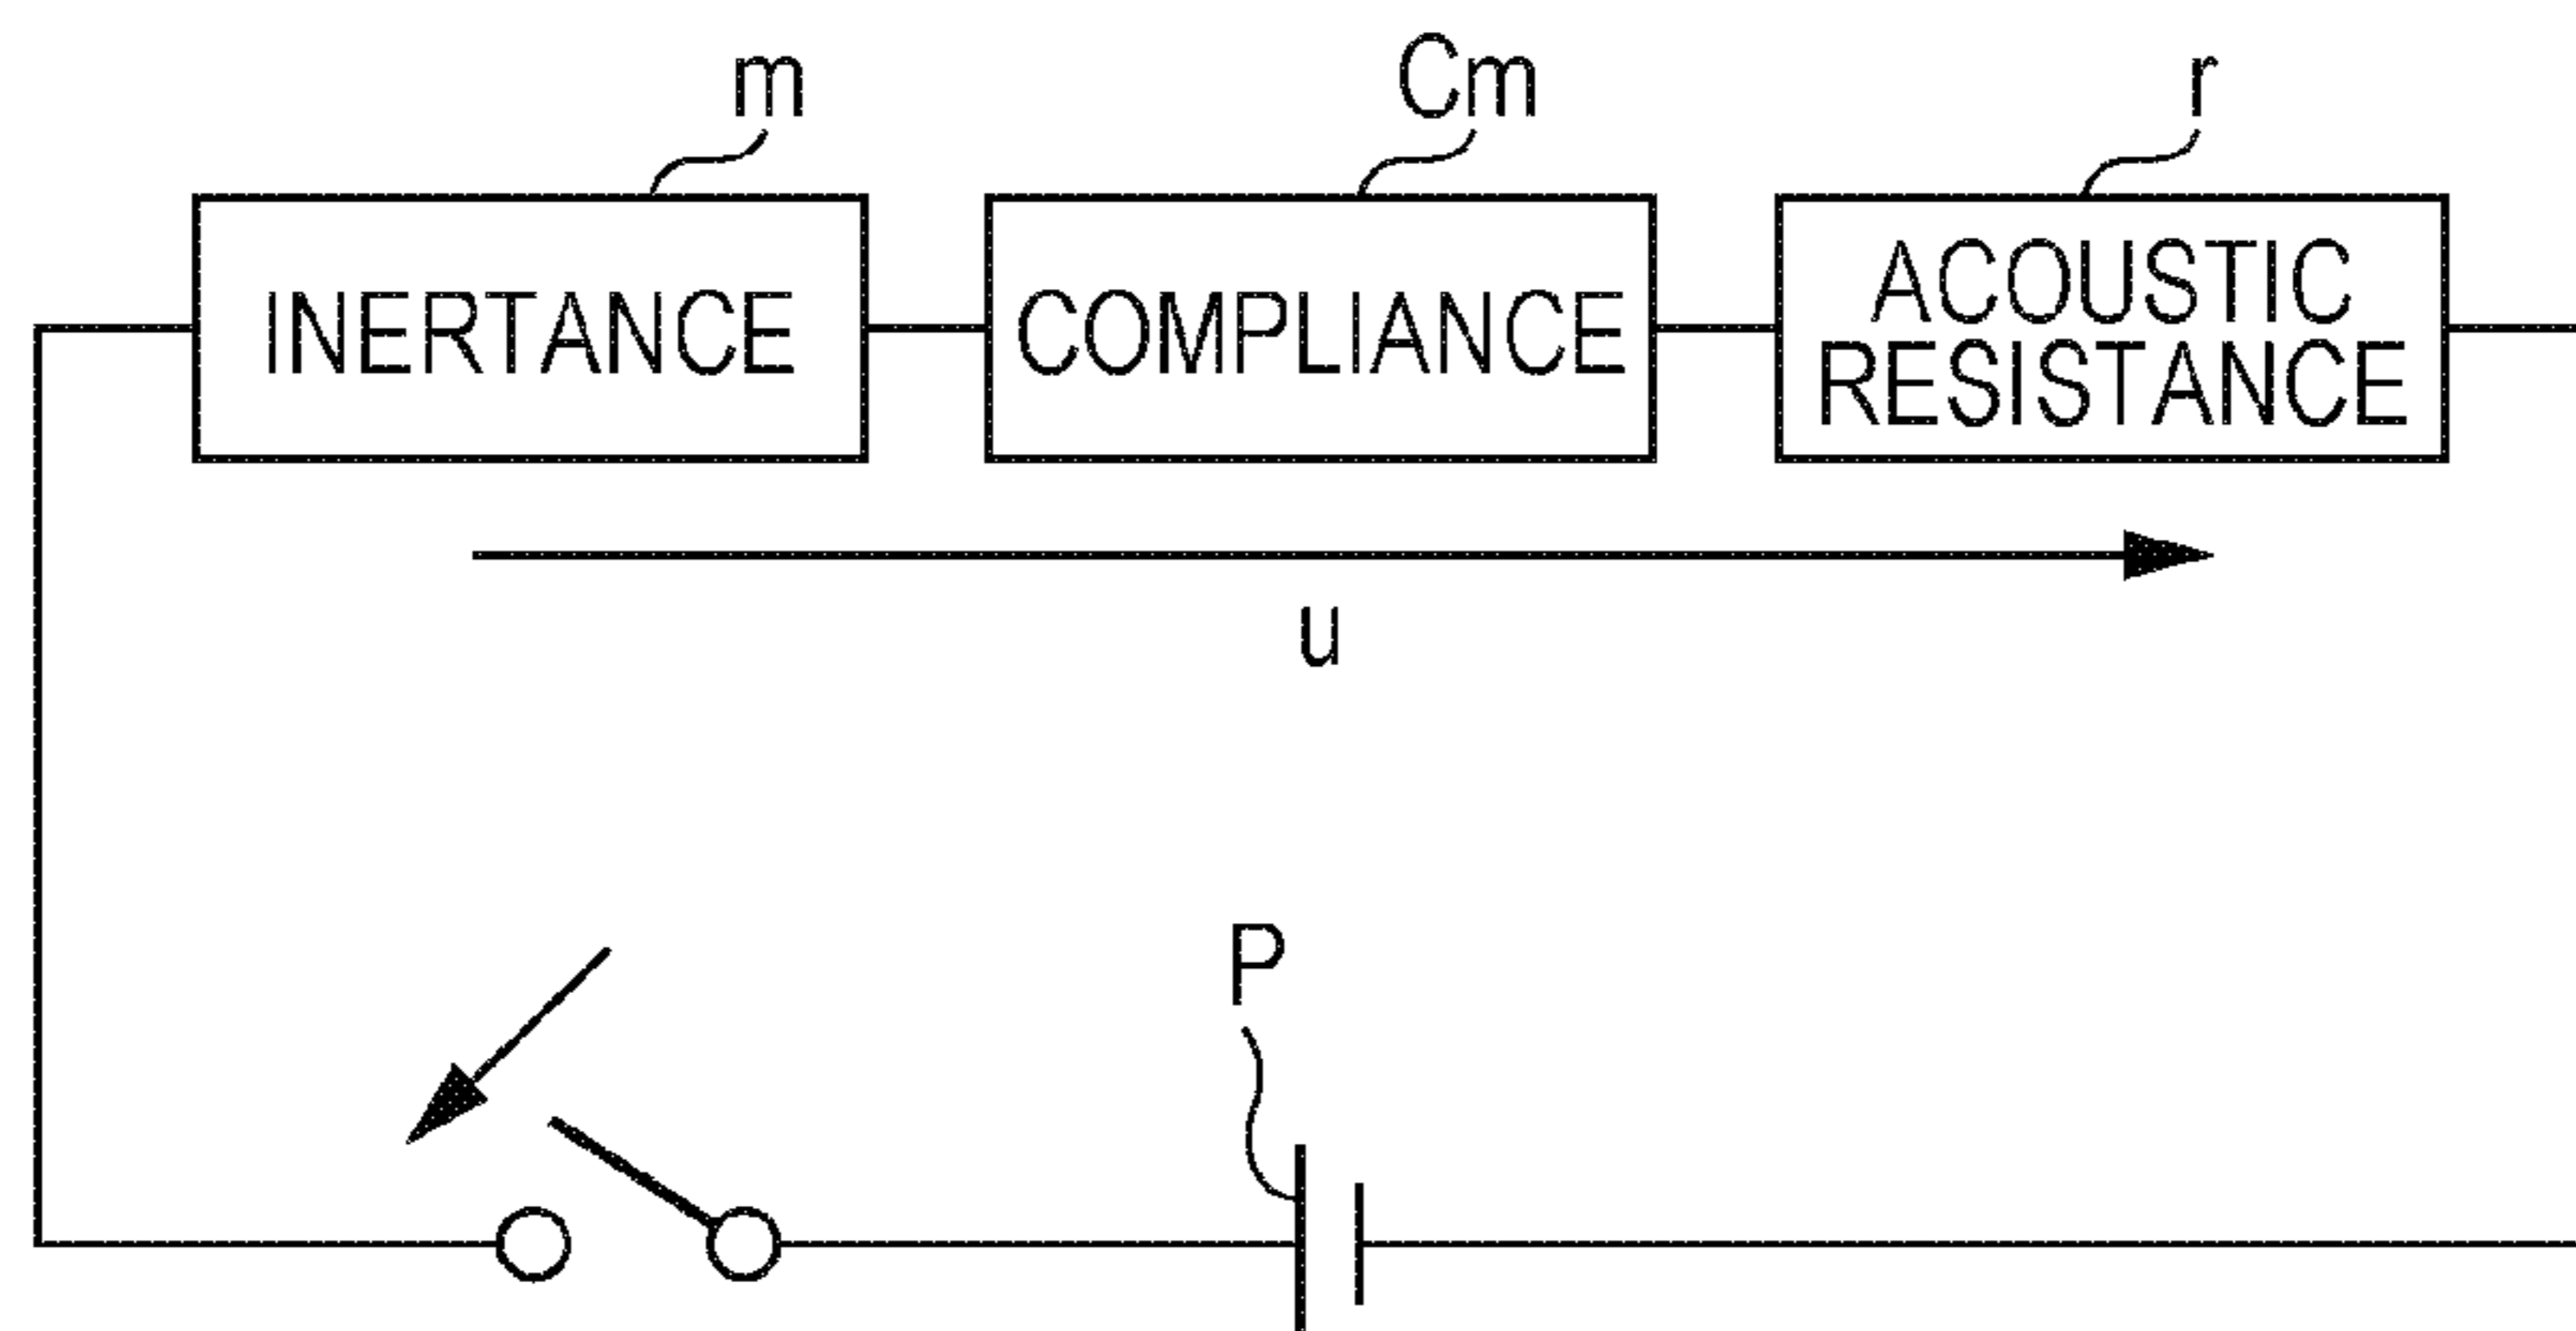 m
Cm
r
INERTANCE
COMPLIANCE
ACOUSTIC
RESISTANCE
u
P